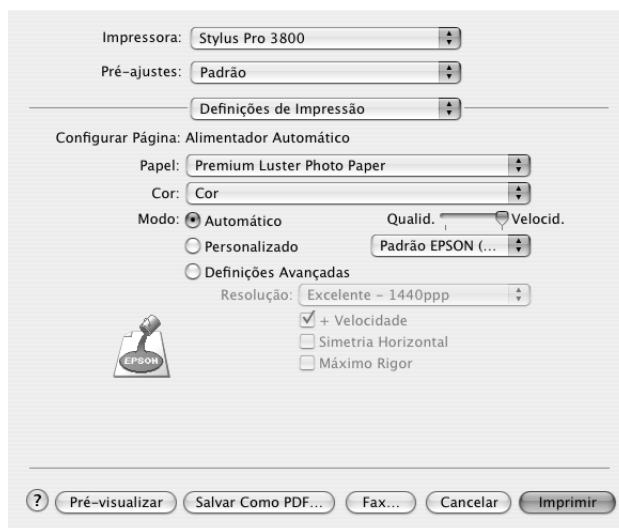 Impressora: Stylus Pro 3800
Pré-ajustes: Padrão
Definições de Impressão
Configurar Página: Alimentador Automático
Papel: Premium Luster Photo Paper
Cor: Cor
Modo: Automático Qualid. Velocid.
Personalizado Padrão EPSON (...
Definições Avançadas
Resolução: Excelente - 1440ppp
+ Velocidade
Simetria Horizontal
EPSON Máximo Rigor
? Pré-visualizar Salvar Como PDF... Fax... Cancelar Imprimir